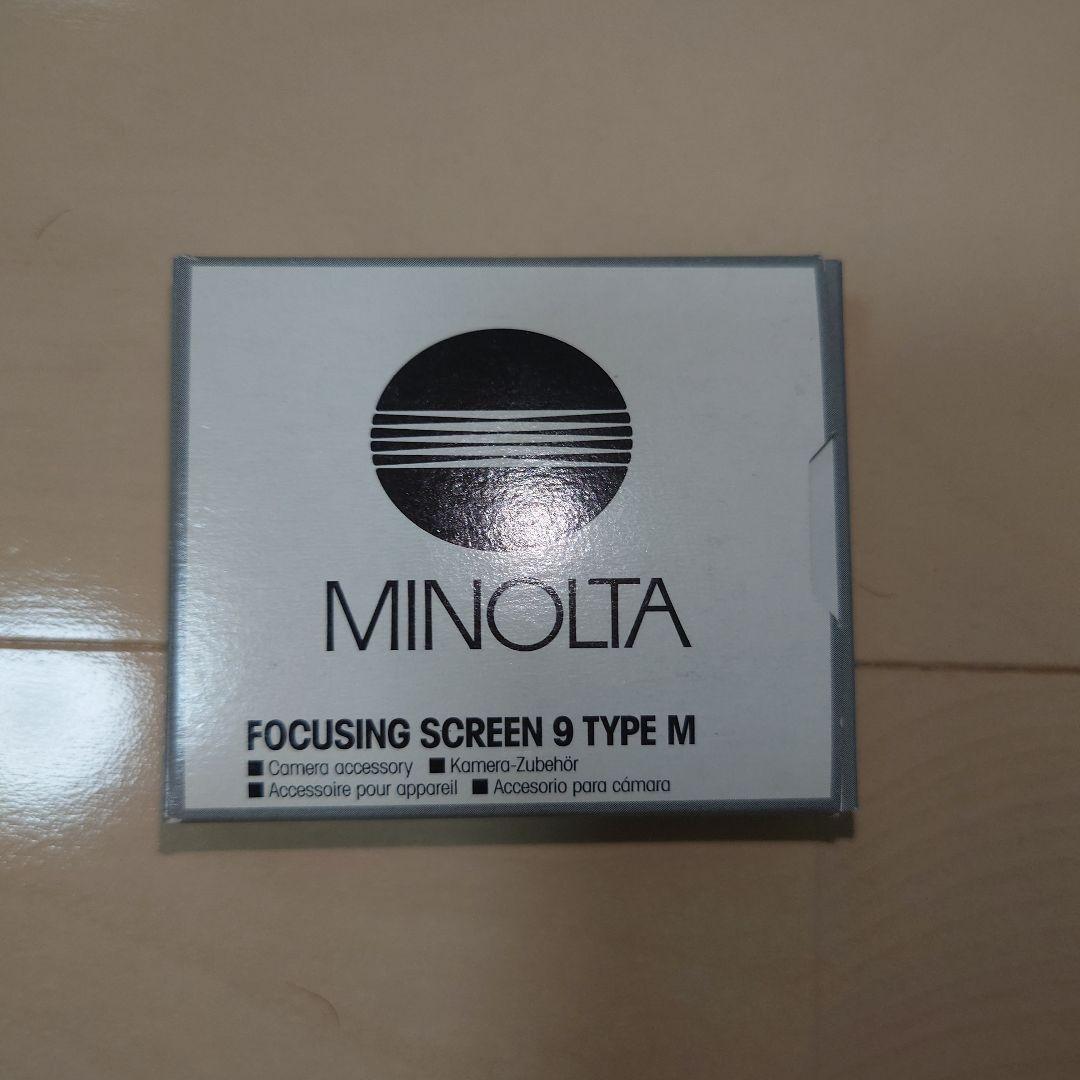 MINOLTA
FOCUSING SCREEN 9 TYPE M
■ Camera accessory ■ Kamera-Zubehör
■ Accessoire pour appareil ■ Accesorio para cámara